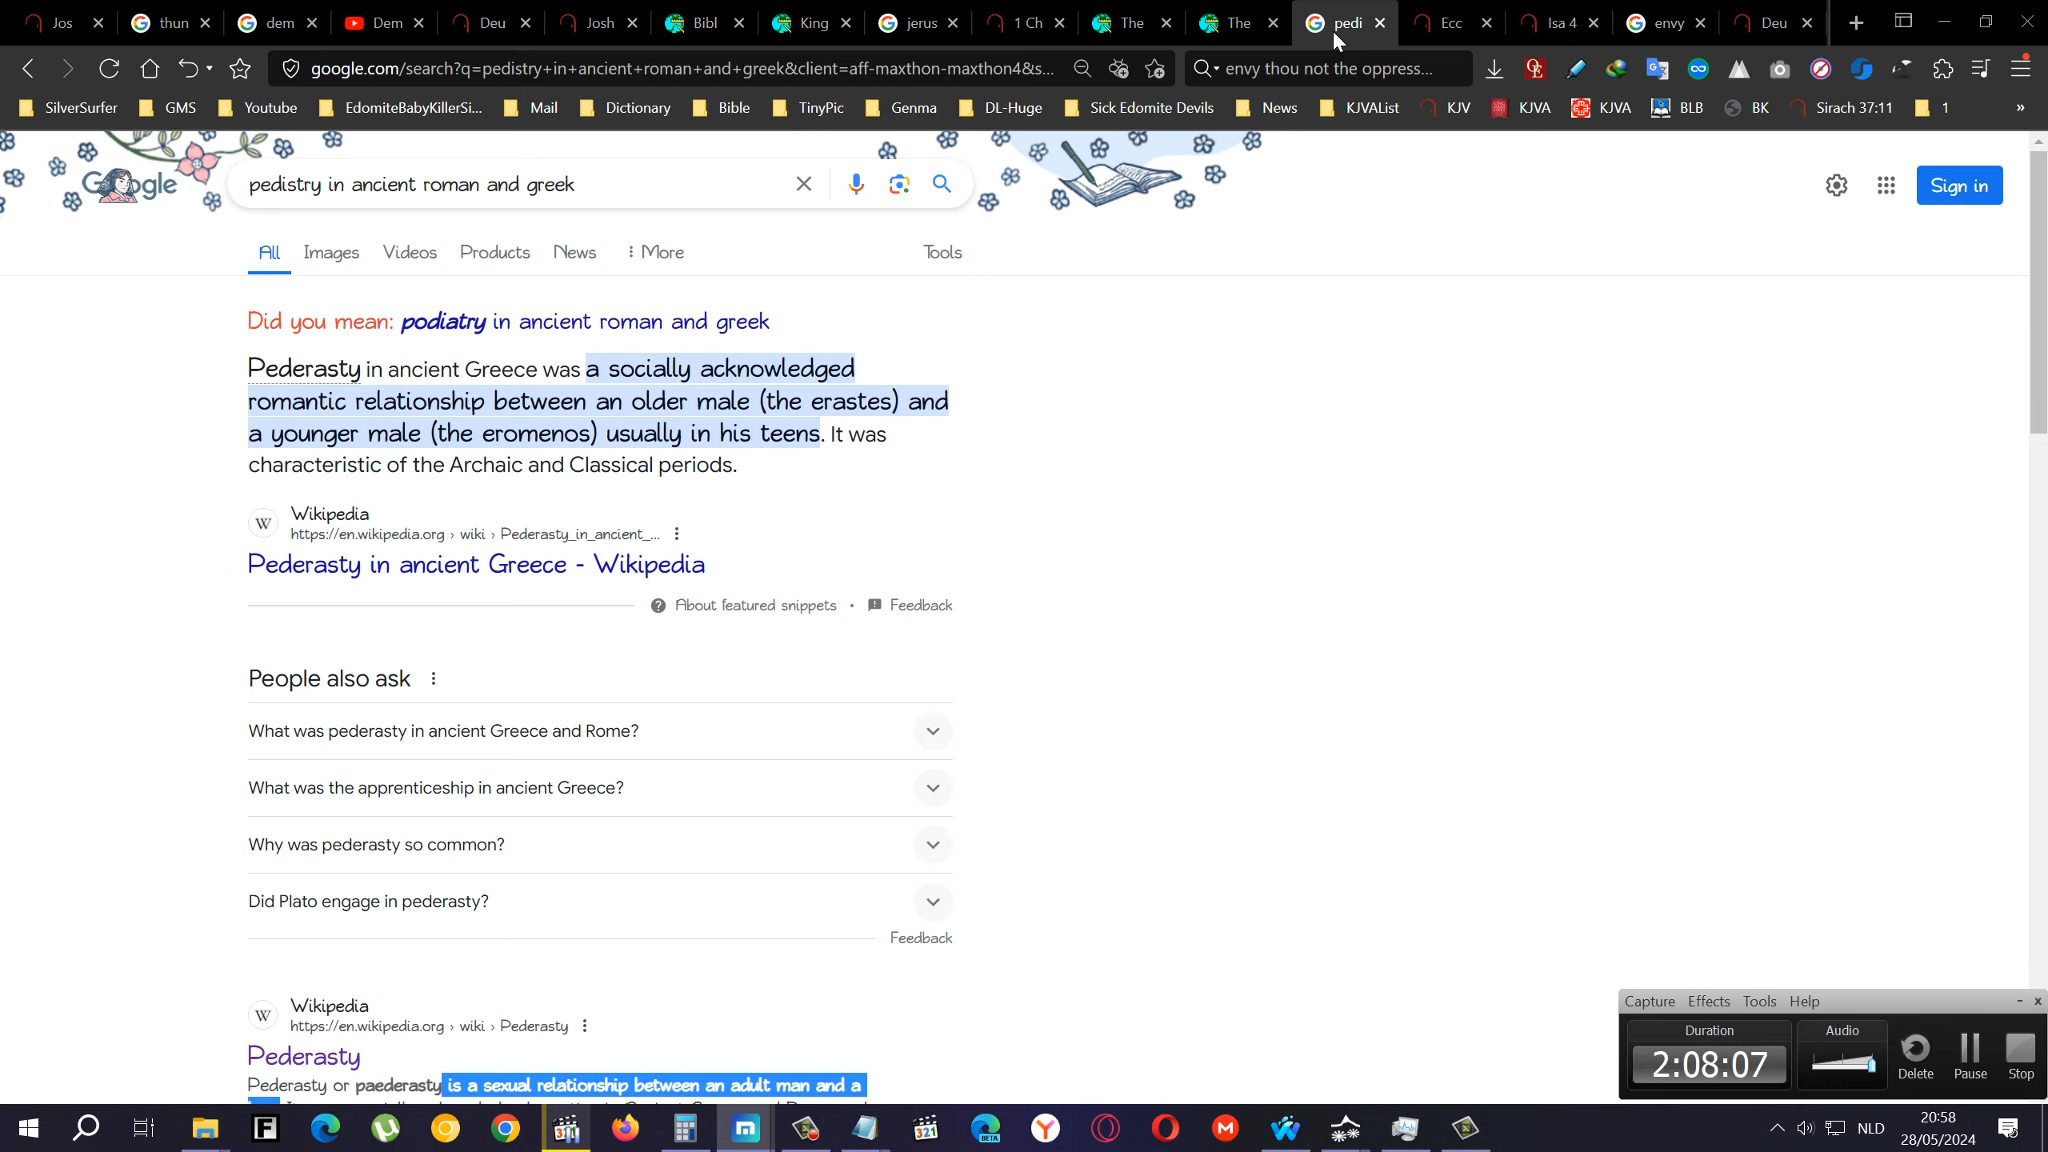 Jos
thun
dem
Dem
Deu
Josh
Bibl
King
jerus
1 Ch
The
The
pedi
Ecc
Isa 4
envy
Deu
google.com/search?q=pedistry+in+ancient+roman+and+greek&client=aff-maxthon-maxthon4&s...
envy thou not the oppress...
SilverSurfer
GMS
Youtube
EdomiteBabyKillerSi...
Mail
Dictionary
Bible
TinyPic
Genma
DL-Huge
Sick Edomite Devils
News
KJVAList
KJV
KJVA
KJVA
BLB
BK
Sirach 37:11
1
»
Google
pedistry in ancient roman and greek
Sign in
All
Images
Videos
Products
News
More
Tools
Did you mean: podiatry in ancient roman and greek
Pederasty in ancient Greece was a socially acknowledged
romantic relationship between an older male (the erastes) and
a younger male (the eromenos) usually in his teens. It was
characteristic of the Archaic and Classical periods.
W
Wikipedia
https://en.wikipedia.org › wiki › Pederasty_in_ancient_...
Pederasty in ancient Greece - Wikipedia
About featured snippets • Feedback
People also ask
What was pederasty in ancient Greece and Rome?
What was the apprenticeship in ancient Greece?
Why was pederasty so common?
Did Plato engage in pederasty?
Feedback
W
Wikipedia
https://en.wikipedia.org › wiki › Pederasty
Pederasty
Pederasty or paederasty is a sexual relationship between an adult man and a
Capture Effects Tools Help
Duration
Audio
2:08:07
Delete
Pause
Stop
NLD
20:58
28/05/2024